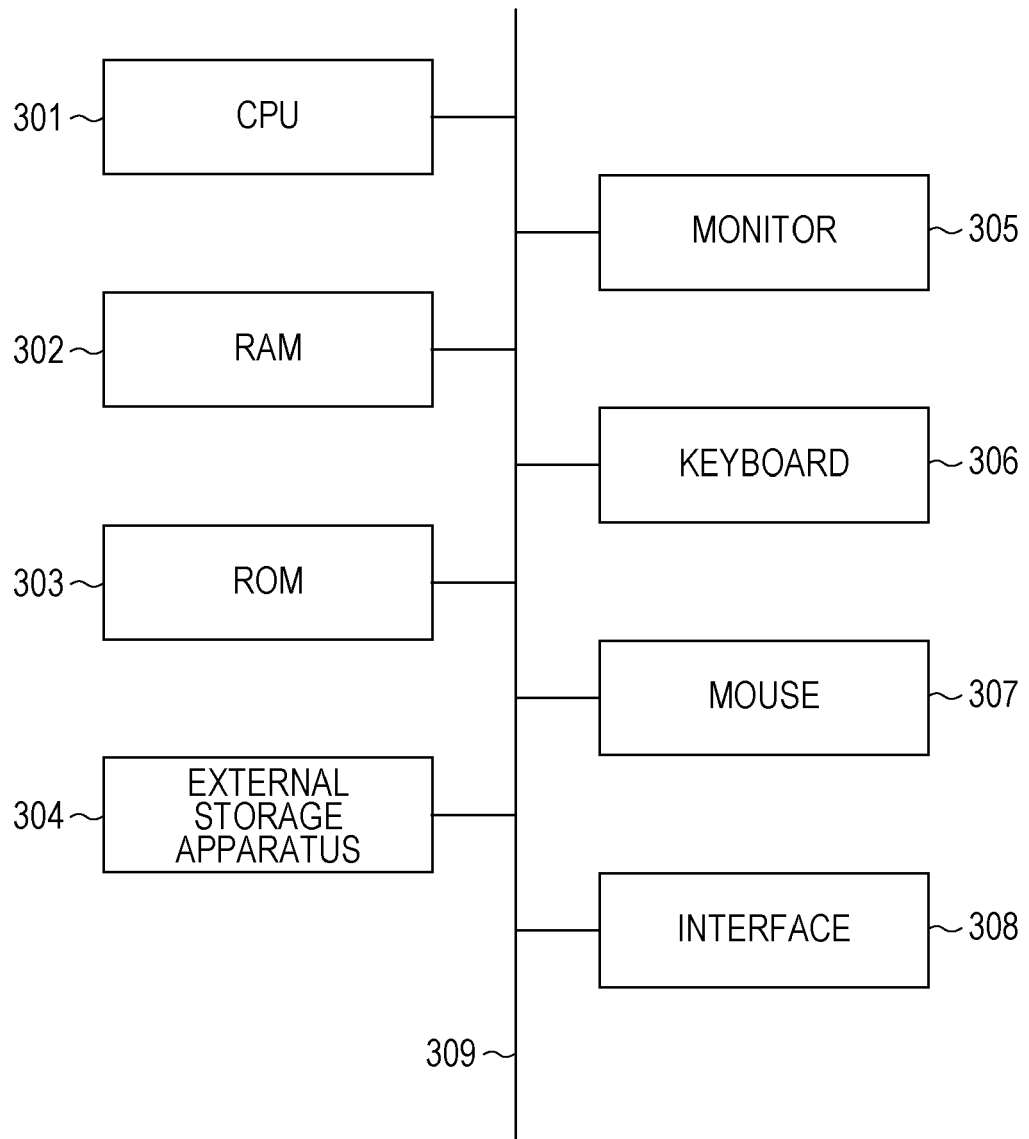 301
CPU
MONITOR
305
302
RAM
KEYBOARD
306
303
ROM
MOUSE
307
304
EXTERNAL
STORAGE
APPARATUS
INTERFACE
308
309